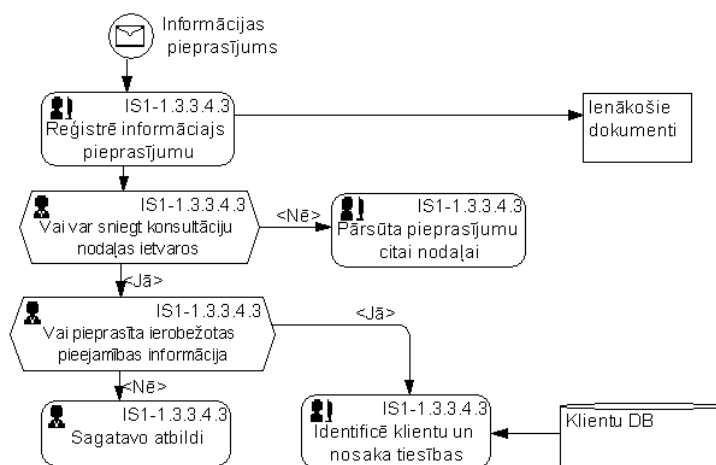 Informācijas
pieprasījums
IS1-1.3.3.4.3
Reģistrē informāciajs
pieprasījumu
Ienākošie
dokumenti
IS1-1.3.3.4.3
Vai var sniegt konsultāciju
nodaļas ietvaros
<Nē>
IS1-1.3.3.4.3
Pārsūta pieprasījumu
citai nodaļai
<Jā>
IS1-1.3.3.4.3
Vai pieprasīta ierobežotas
pieejamības informācija
<Jā>
<Nē>
IS1-1.3.3.4.3
Sagatavo atbildi
IS1-1.3.3.4.3
Identificē klientu un
nosaka tiesības
Klientu DB